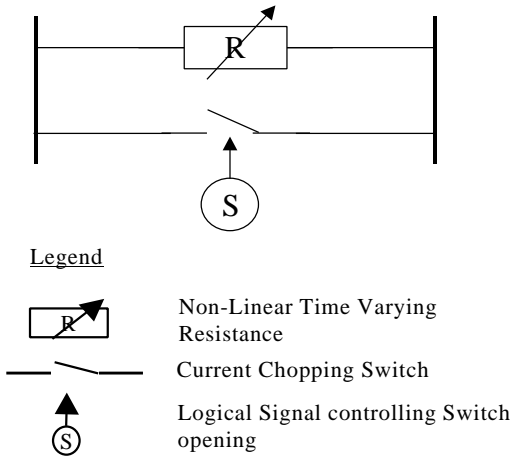 R
S
Legend
R
Non-Linear Time Varying
Resistance
Current Chopping Switch
S
Logical Signal controlling Switch
opening